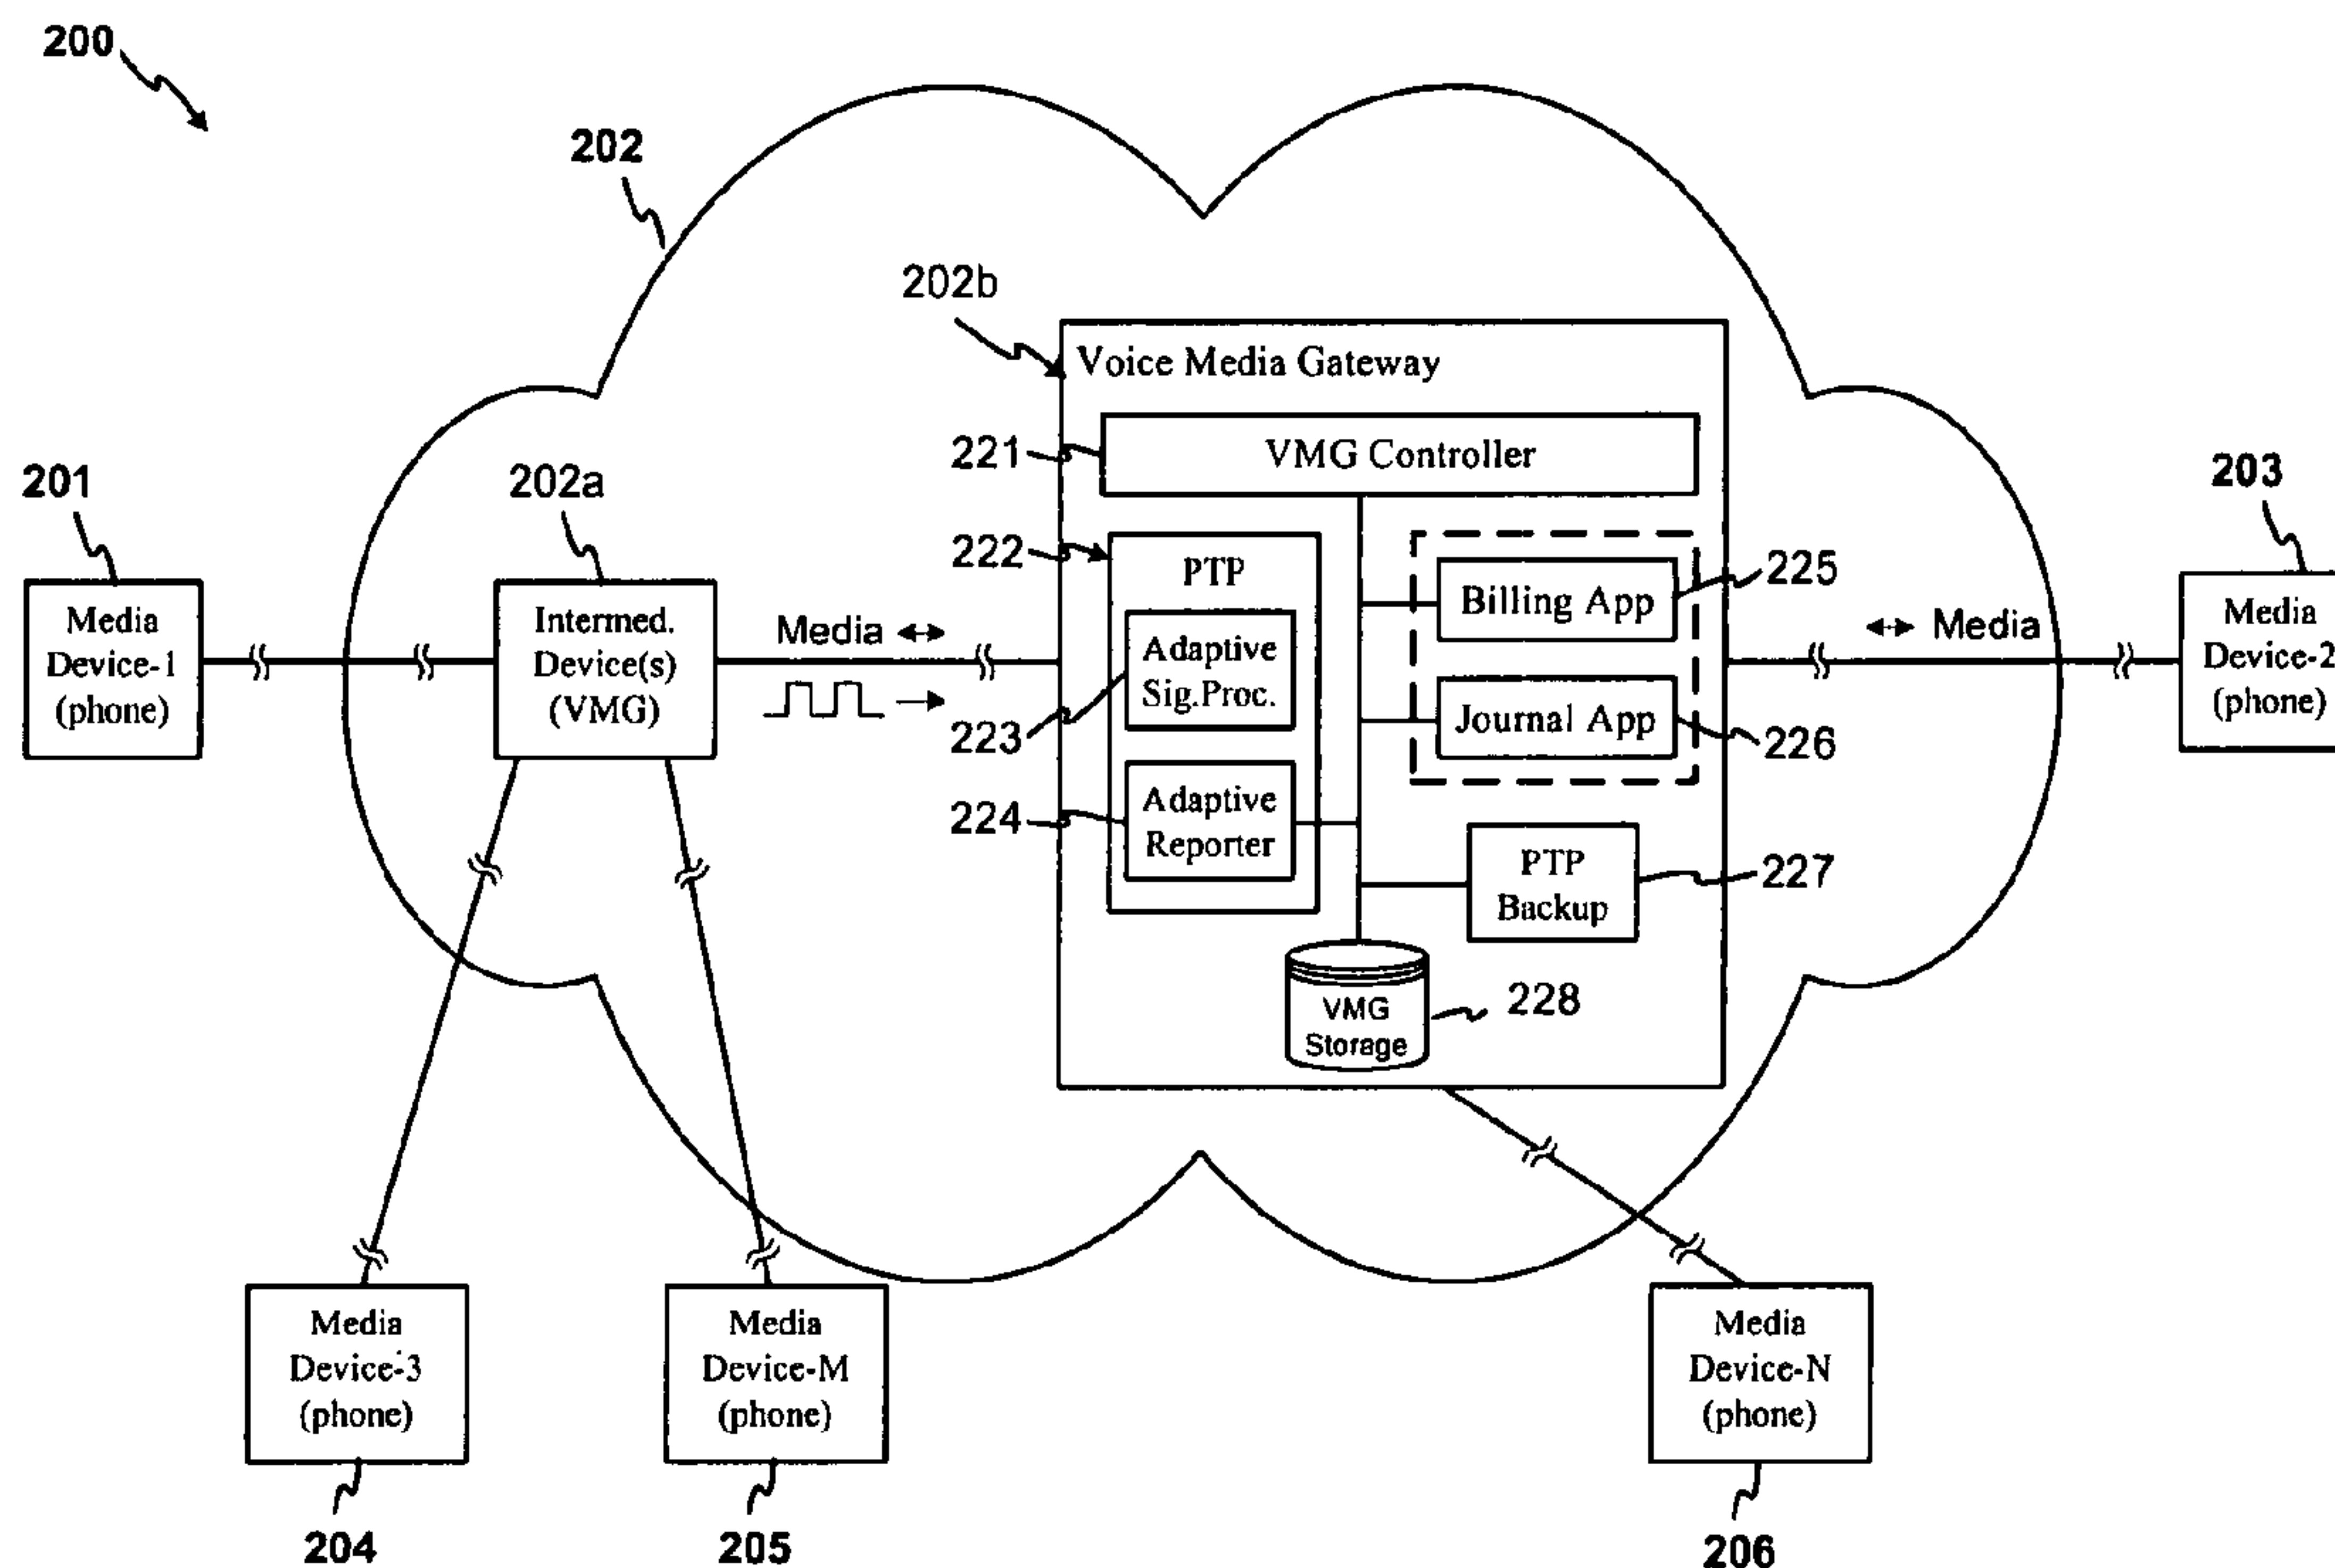 200
202
202b
Voice Media Gateway
221
VMG Controller
201
202a
203
222
PTP
225
Billing App
Media
Device-1
(phone)
Intermed.
Device(s)
(VMG)
Media
Adaptive
Sig.Proc.
223
Journal App
226
Media
Media
Device-2
(phone)
224
Adaptive
Reporter
PTP
Backup
227
VMG
Storage
228
Media
Device-3
(phone)
Media
Device-M
(phone)
Media
Device-N
(phone)
204
205
206